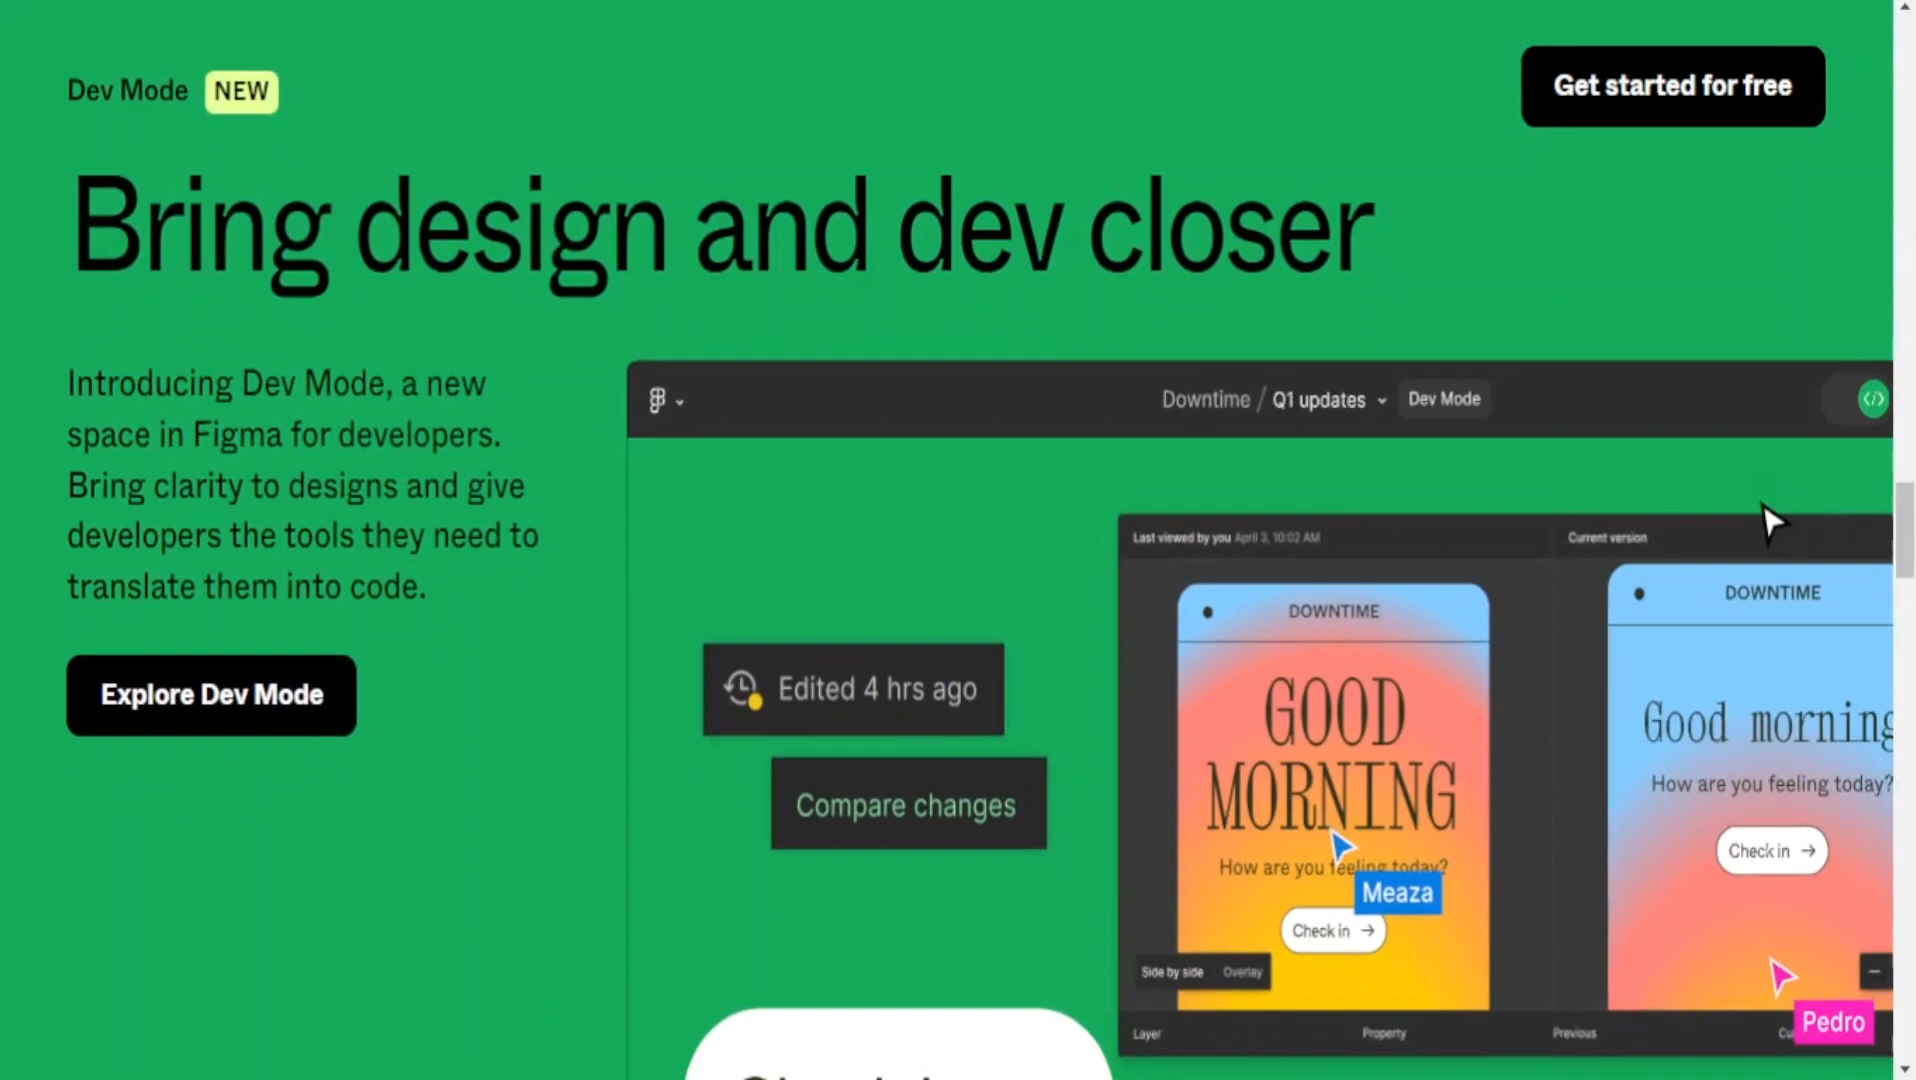 Dev Mode NEW
Get started for free
Bring design and dev closer
Introducing Dev Mode, a new
space in Figma for developers.
Bring clarity to designs and give
developers the tools they need to
translate them into code.
Explore Dev Mode
Downtime / Q1 updates Dev Mode
Edited 4 hrs ago
Compare changes
Last viewed by you April 3, 10:02 AM
Current version
DOWNTIME
GOOD
MORNING
How are you feeling today?
Meaza
Check in →
Side by side Overlay
DOWNTIME
Good morning
How are you feeling today?
Check in →
Pedro
Layer Property Previous